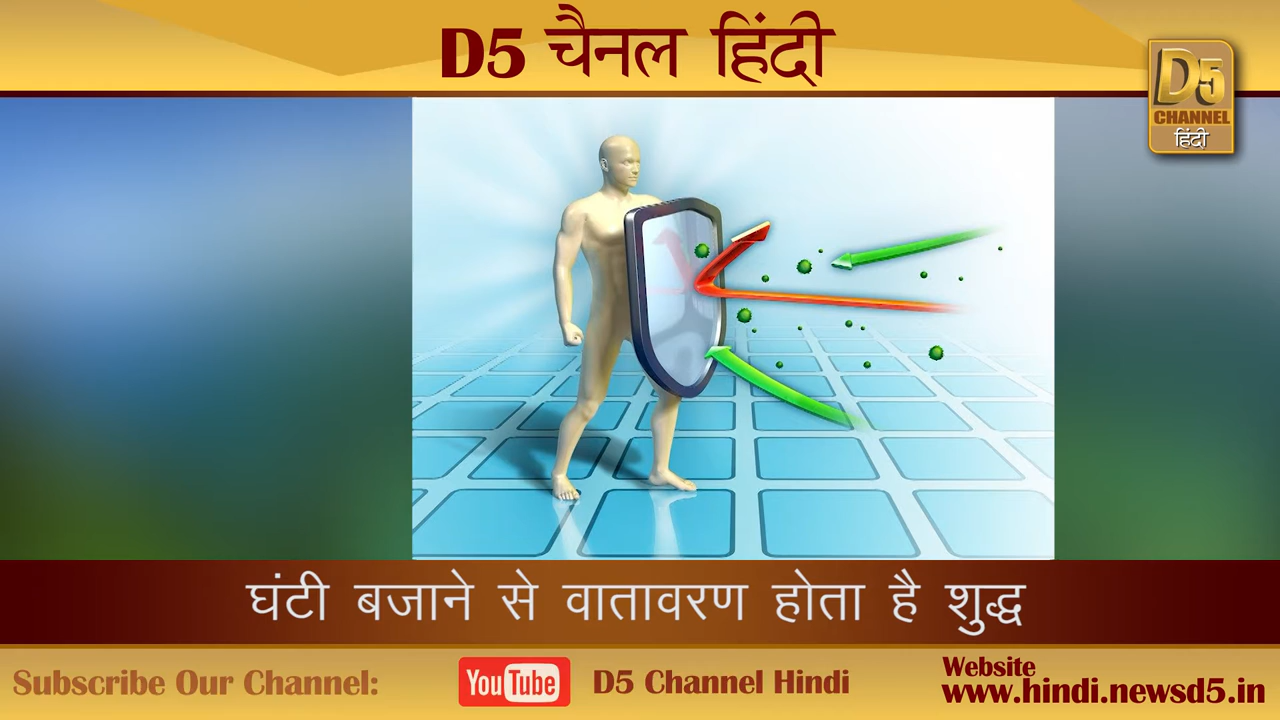 D5 चैनल हिंदी
D5
CHANNEL
हिंदी
घंटी बजाने से वातावरण होता है शुद्ध
Subscribe Our Channel:
YouTube
D5 Channel Hindi
Website
www.hindi.newsd5.in